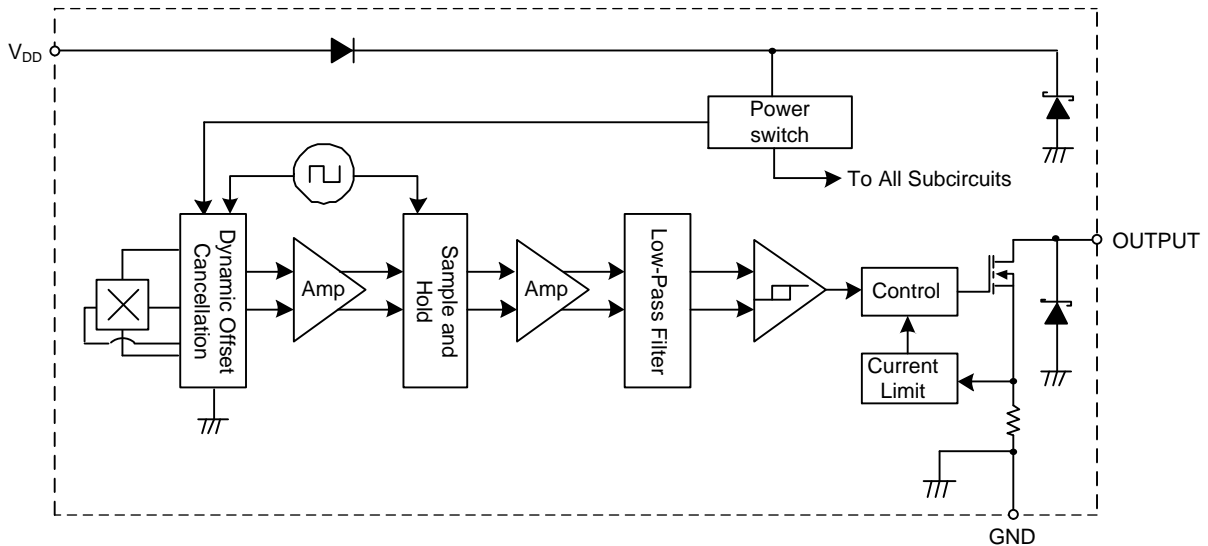 V_DD
Power
switch
To All Subcircuits
OUTPUT
Dynamic Offset
Cancellation
Amp
Sample and
Hold
Amp
Low-Pass Filter
Control
Current
Limit
GND